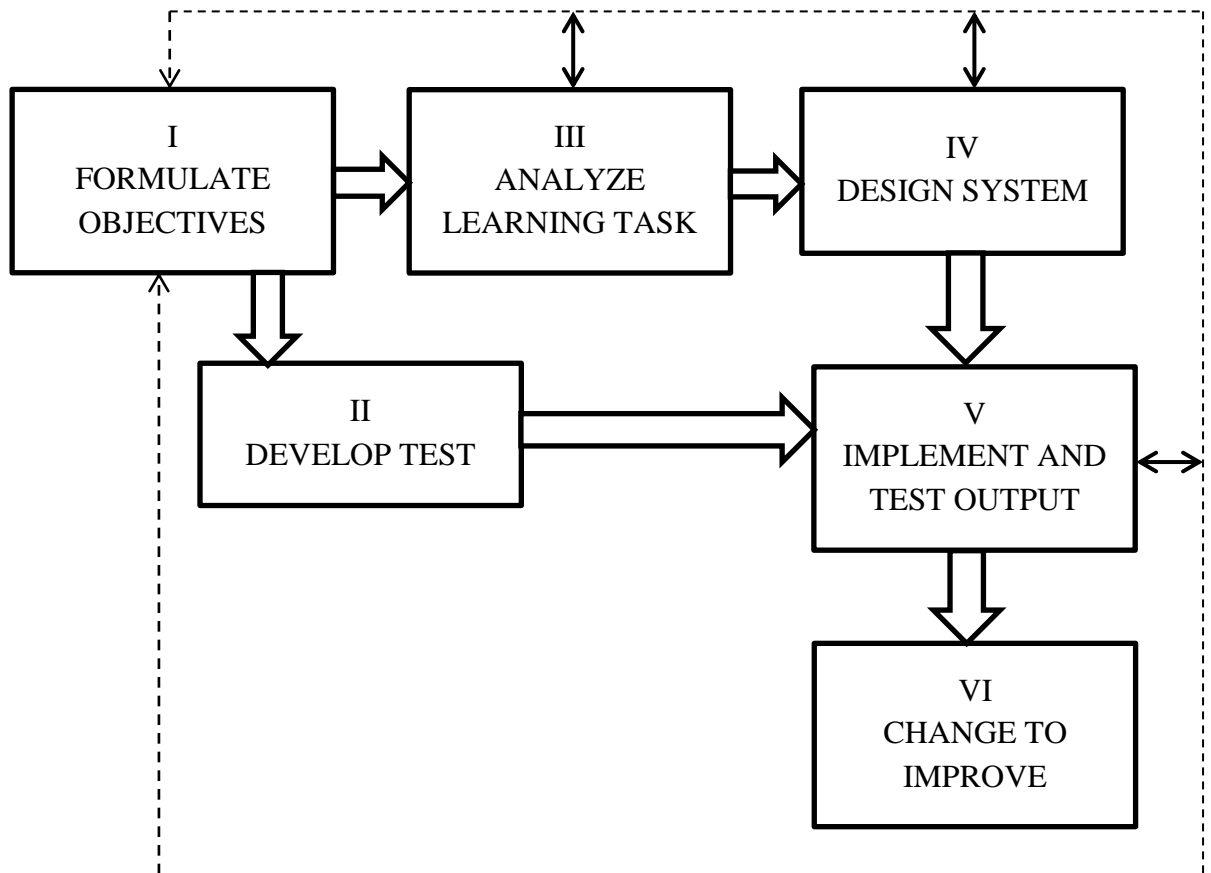 I
FORMULATE
OBJECTIVES
III
ANALYZE
LEARNING TASK
IV
DESIGN SYSTEM
II
DEVELOP TEST
V
IMPLEMENT AND
TEST OUTPUT
VI
CHANGE TO
IMPROVE